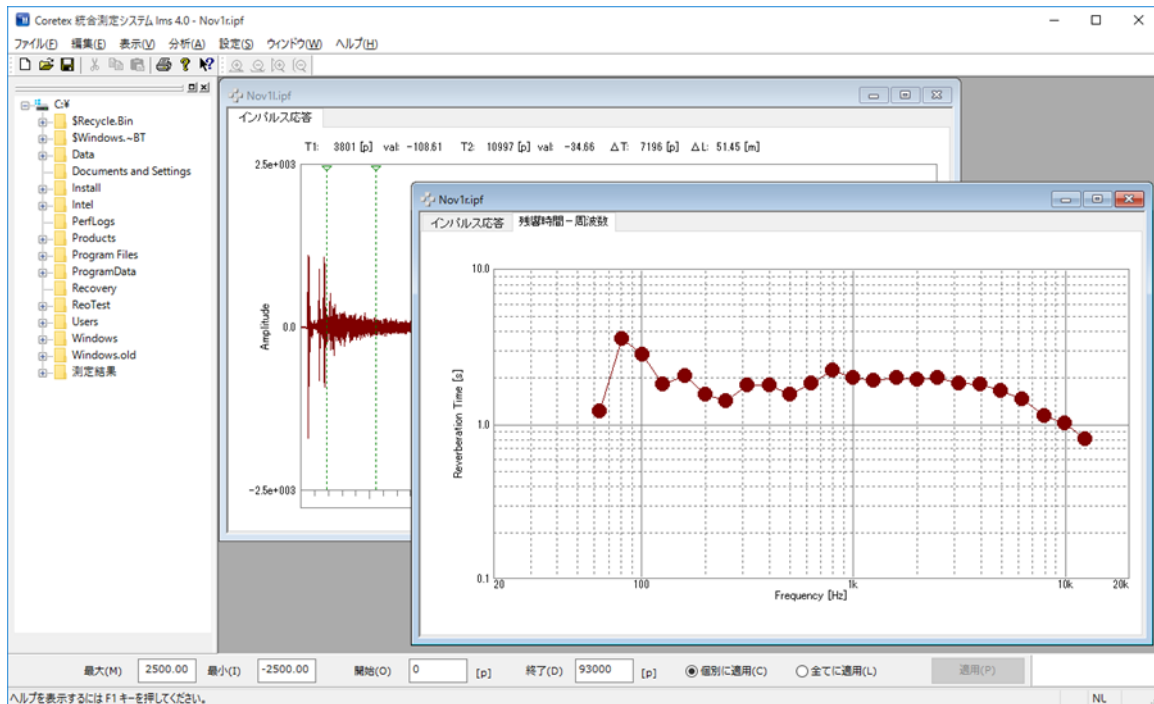 Coretex 統合測定システム Ims 4.0 - Nov1r.ipf
ファイル(F) 編集(E) 表示(V) 分析(A) 設定(S) ウィンドウ(W) ヘルプ(H)
C:¥
$Recycle.Bin
$Windows.~BT
Data
Documents and Settings
Install
Intel
PerfLogs
Products
Program Files
ProgramData
Recovery
ReoTest
Users
Windows
Windows.old
測定結果
Nov1l.ipf
インパルス応答
T1: 3801 [p] val: -108.61 T2: 10997 [p] val: -34.66 ΔT: 7196 [p] ΔL: 51.45 [m]
2.5e+003
Amplitude
0.0
-2.5e+003
Nov1r.ipf
インパルス応答 残響時間-周波数
10.0
Reverberation Time [s]
1.0
0.1
20 100 1k 10k 20k
Frequency [Hz]
最大(M) 2500.00 最小(I) -2500.00 開始(O) 0 [p] 終了(D) 93000 [p] 個別に適用(C) 全てに適用(L) 適用(P)
ヘルプを表示するには F1 キーを押してください。 NL